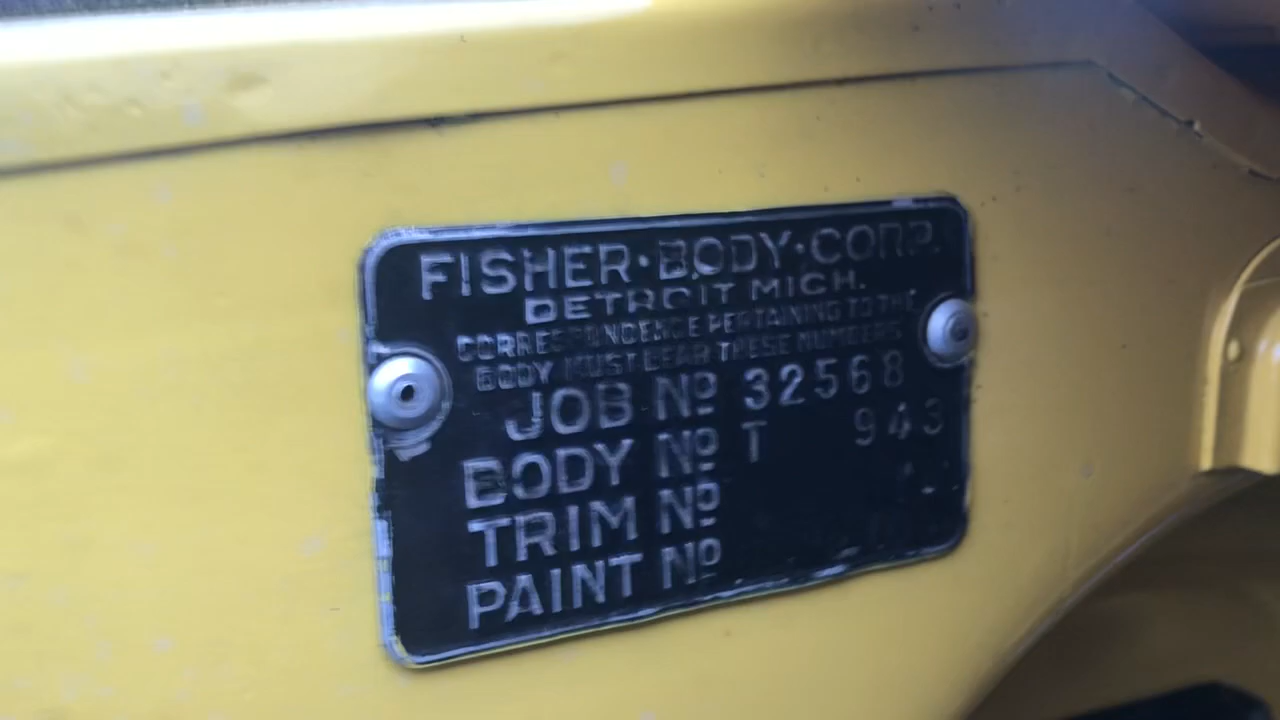 FISHER·BODY·CORP.
DETROIT MICH.
CORRESPONDENCE PERTAINING TO THE
BODY MUST BEAR THESE NUMBERS
JOB Nº 32568
BODY Nº T 943
TRIM Nº
PAINT Nº